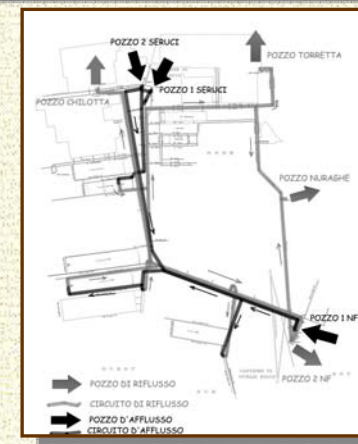 POZZO 2 SERUCI
POZZO TORRETTA
POZZO 1 SERUCI
POZZO CHILOTTA
POZZO NURAGHE
POZZO 1 NF
POZZO 2 NF
POZZO DI RIFLUSSO
CIRCUITO DI RIFLUSSO
POZZO D'AFFLUSSO
CIRCUITO D'AFFLUSSO